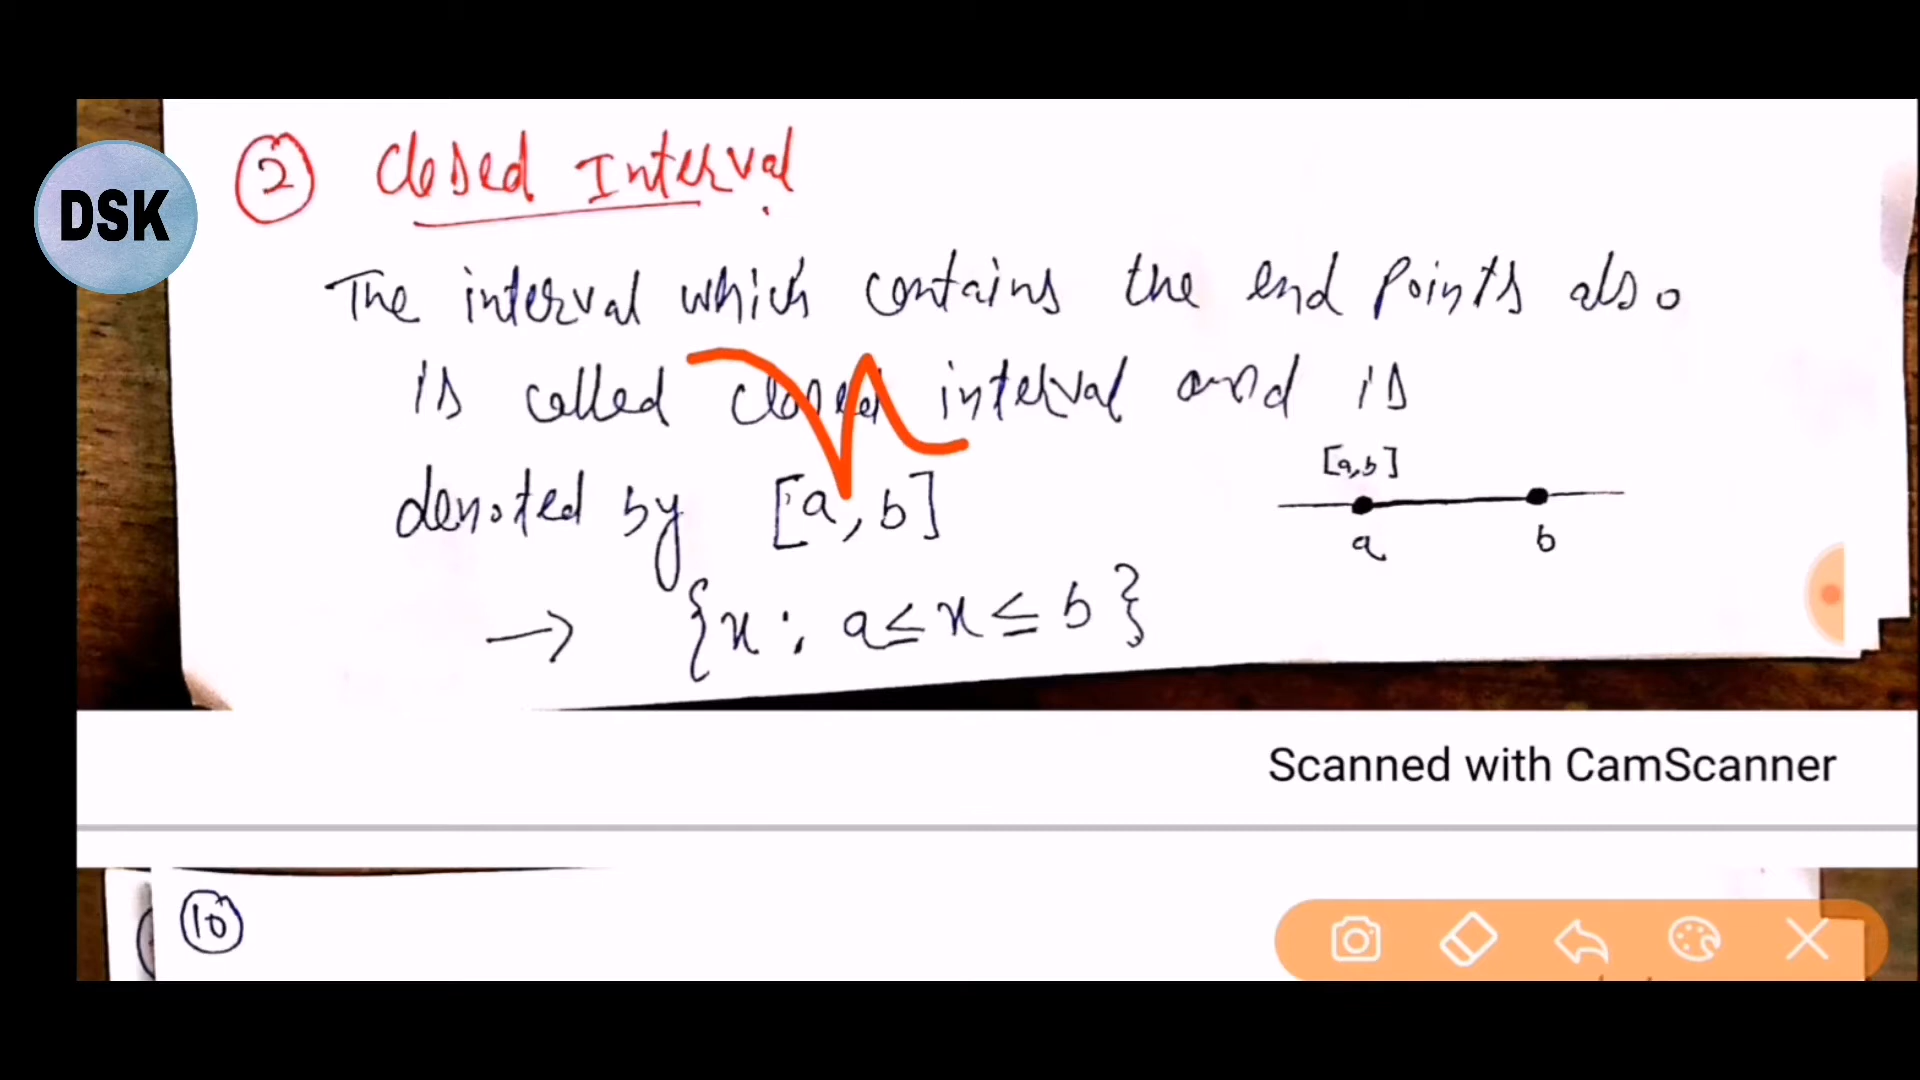 DSK
② Closed Interval
The interval which contains the end points also
is called closed interval and is
denoted by [a, b]
[a,b]
a b
→ {x : a ≤ x ≤ b}
Scanned with CamScanner
⑩